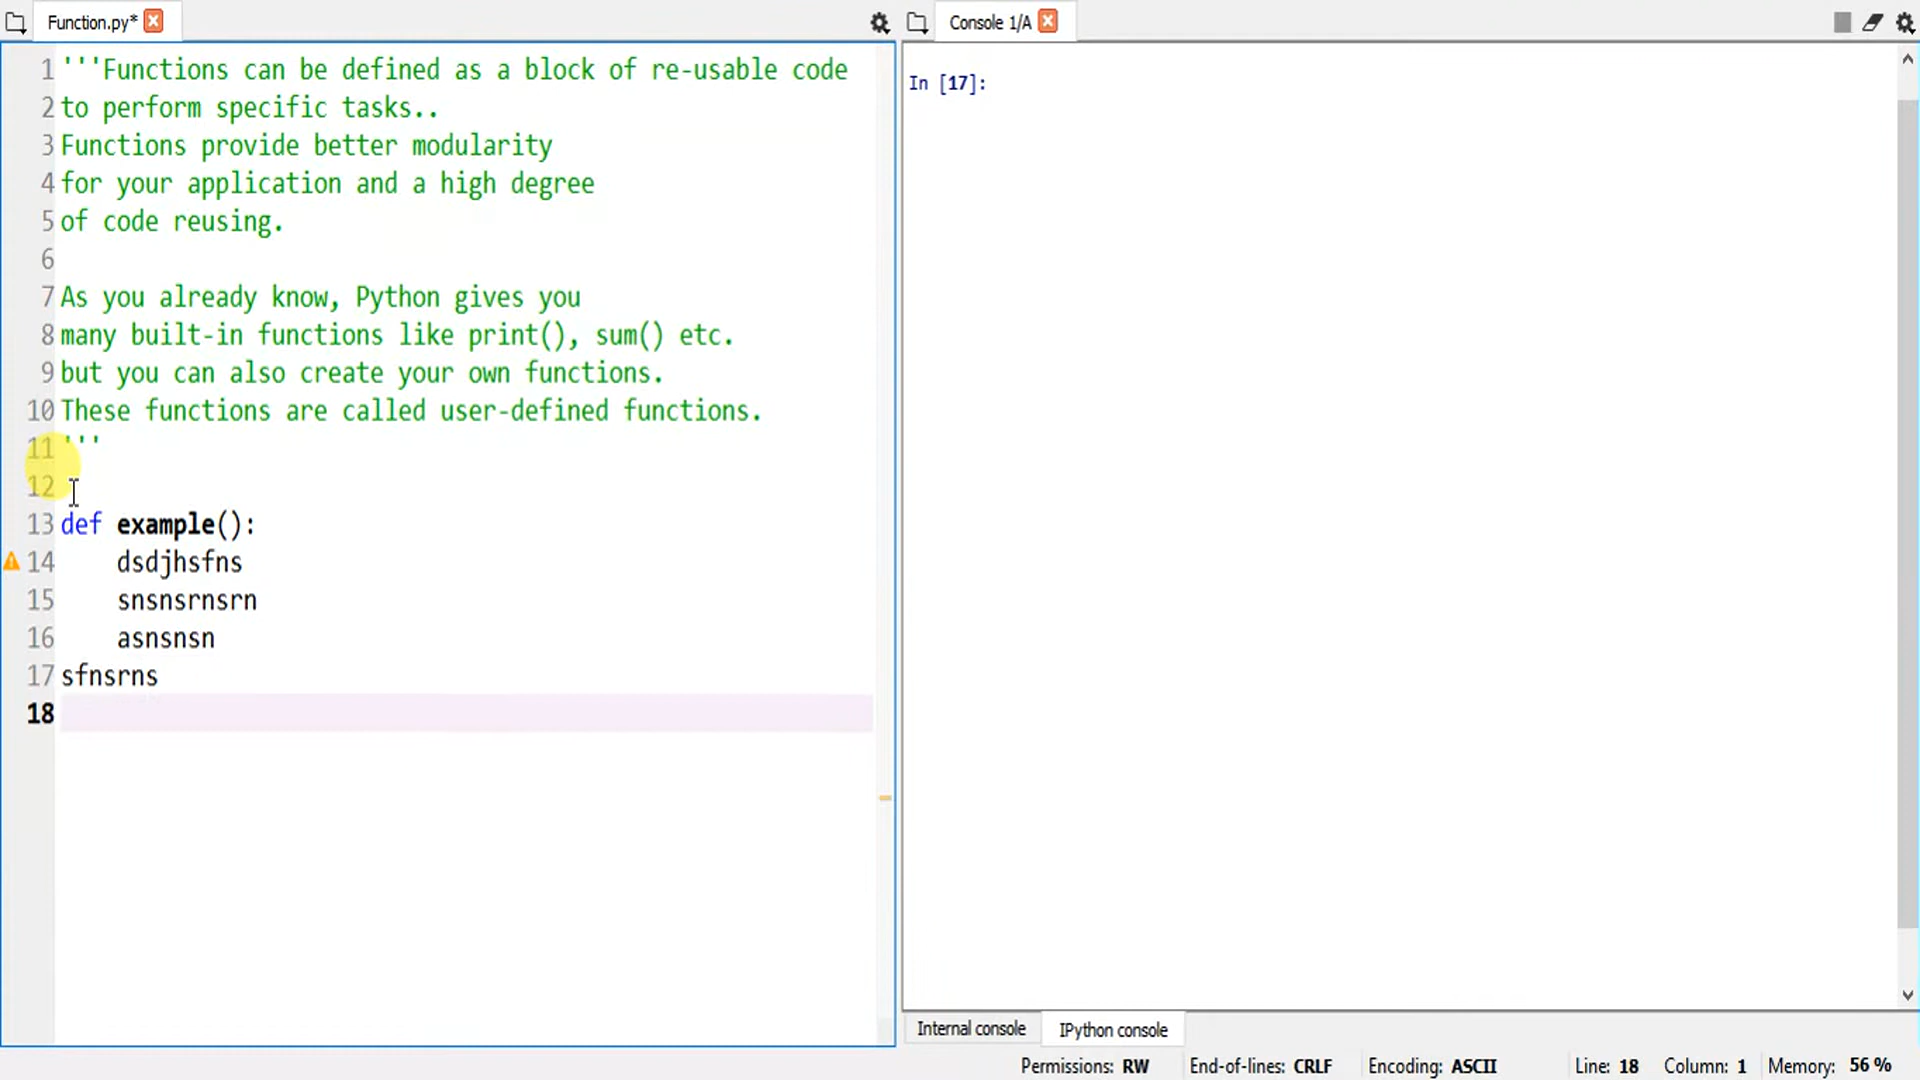 Function.py*
Console 1/A
1 '''Functions can be defined as a block of re-usable code
2 to perform specific tasks..
3 Functions provide better modularity
4 for your application and a high degree
5 of code reusing.
6
7 As you already know, Python gives you
8 many built-in functions like print(), sum() etc.
9 but you can also create your own functions.
10 These functions are called user-defined functions.
11 '''
12
13 def example():
14     dsdjhsfns
15     snsnsrnsrn
16     asnsnsn
17 sfnsrns
18
In [17]:
Internal console
IPython console
Permissions: RW
End-of-lines: CRLF
Encoding: ASCII
Line: 18
Column: 1
Memory: 56 %